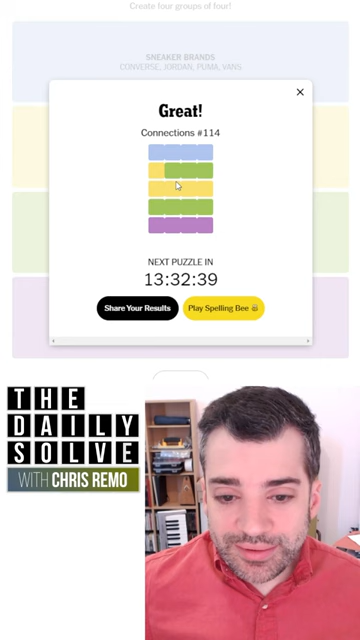 Create four groups of four!
SNEAKER BRANDS
CONVERSE, JORDAN, PUMA, VANS
Great!
Connections #114
NEXT PUZZLE IN
13:32:39
Share Your Results
Play Spelling Bee
THE
DAILY
SOLVE
WITH CHRIS REMO